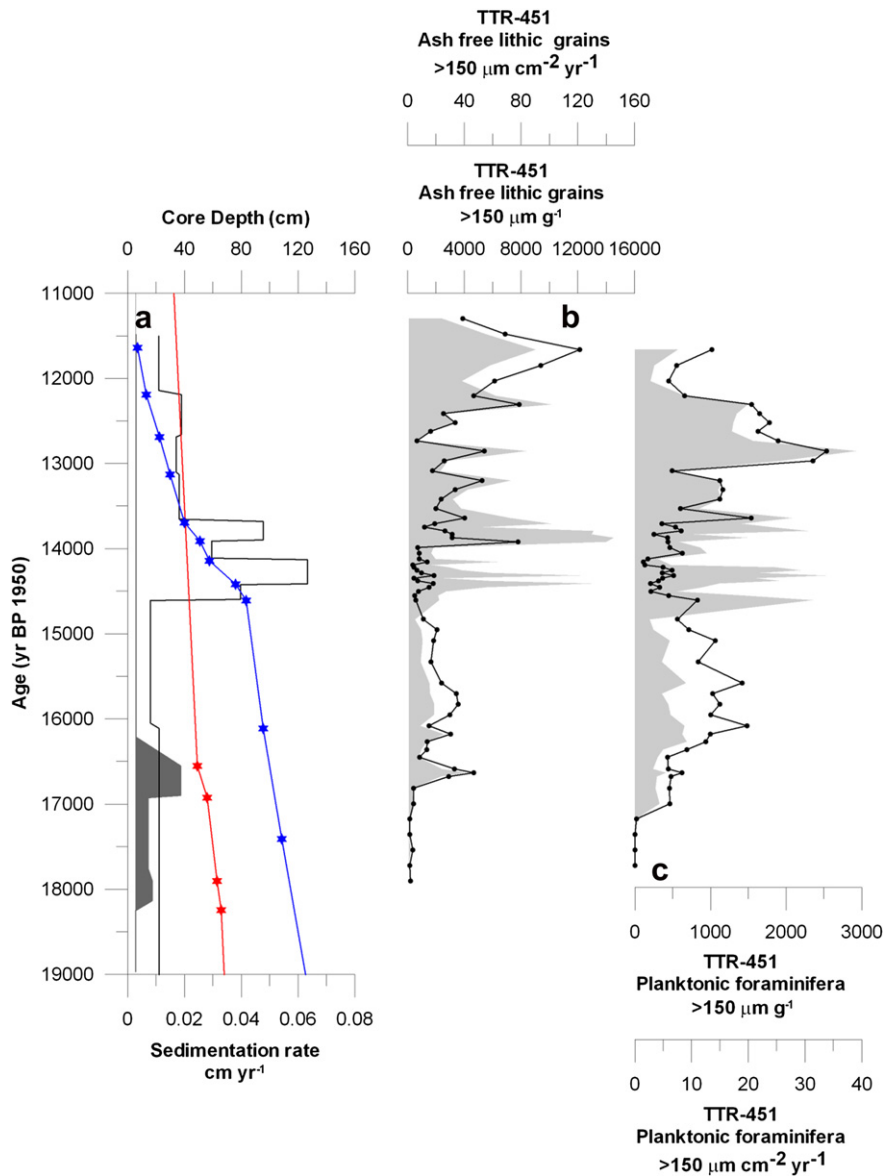 TTR-451
Ash free lithic grains
>150 μm cm-2 yr-1
0 40 80 120 160
TTR-451
Ash free lithic grains
>150 μm g-1
0 4000 8000 12000 16000
Core Depth (cm)
0 40 80 120 160
a
b
c
Age (yr BP 1950)
11000
12000
13000
14000
15000
16000
17000
18000
19000
0 0.02 0.04 0.06 0.08
Sedimentation rate
cm yr-1
0 1000 2000 3000
TTR-451
Planktonic foraminifera
>150 μm g-1
0 10 20 30 40
TTR-451
Planktonic foraminifera
>150 μm cm-2 yr-1